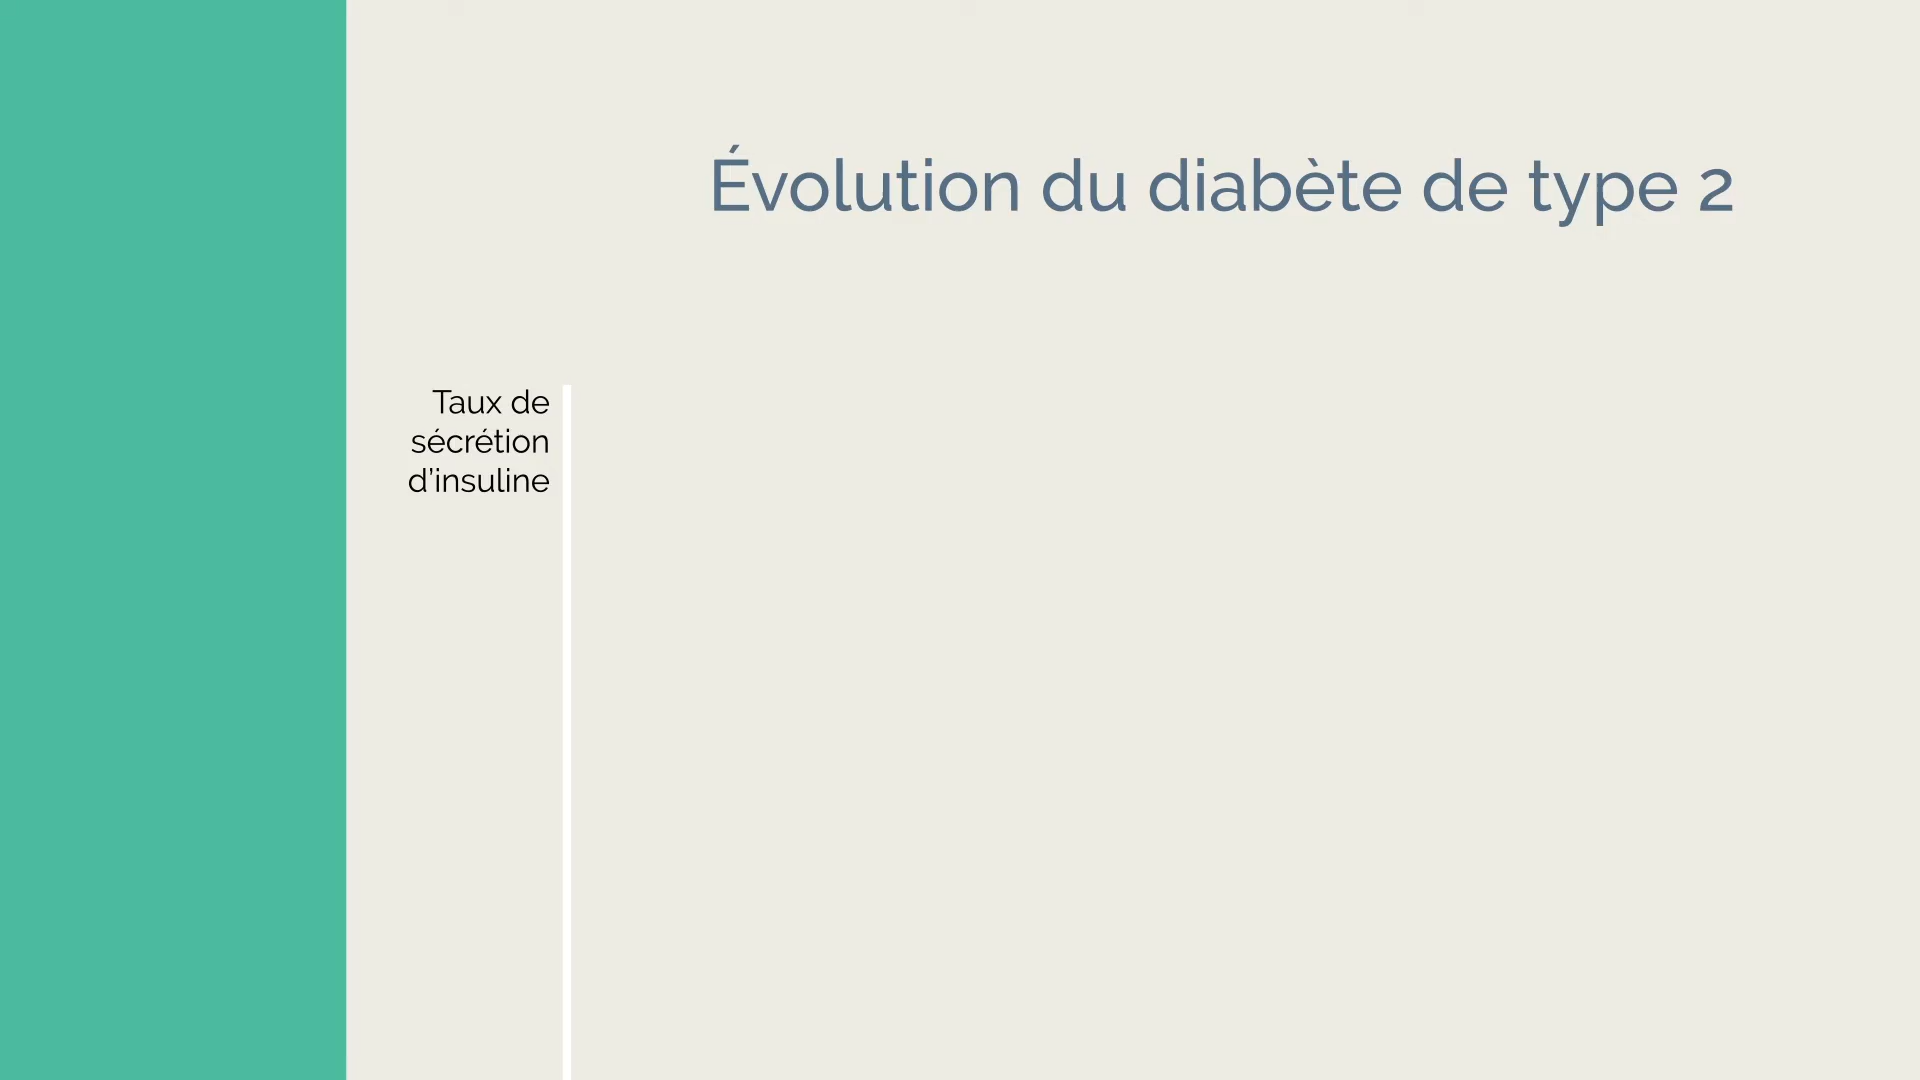 Évolution du diabète de type 2
Taux de
sécrétion
d’insuline